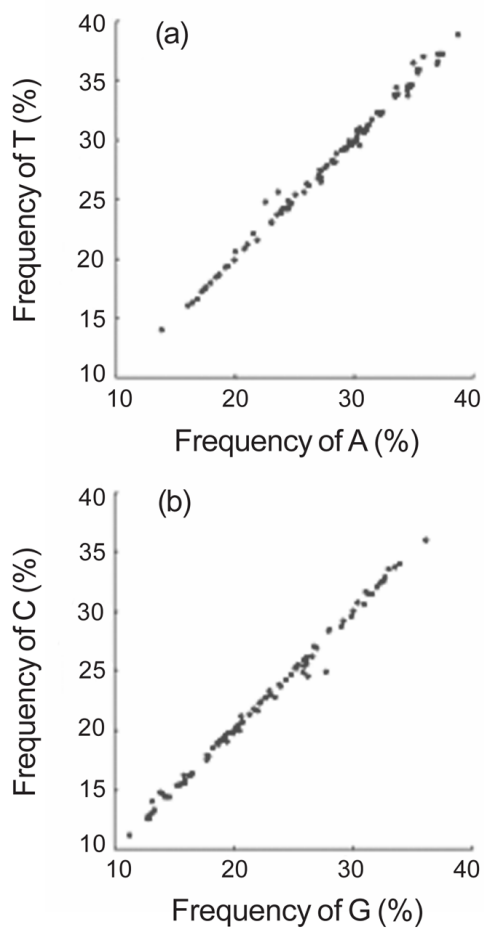 (a)
40
35
30
25
20
15
10
Frequency of T (%)
10 20 30 40
Frequency of A (%)
(b)
40
35
30
25
20
15
10
Frequency of C (%)
10 20 30 40
Frequency of G (%)